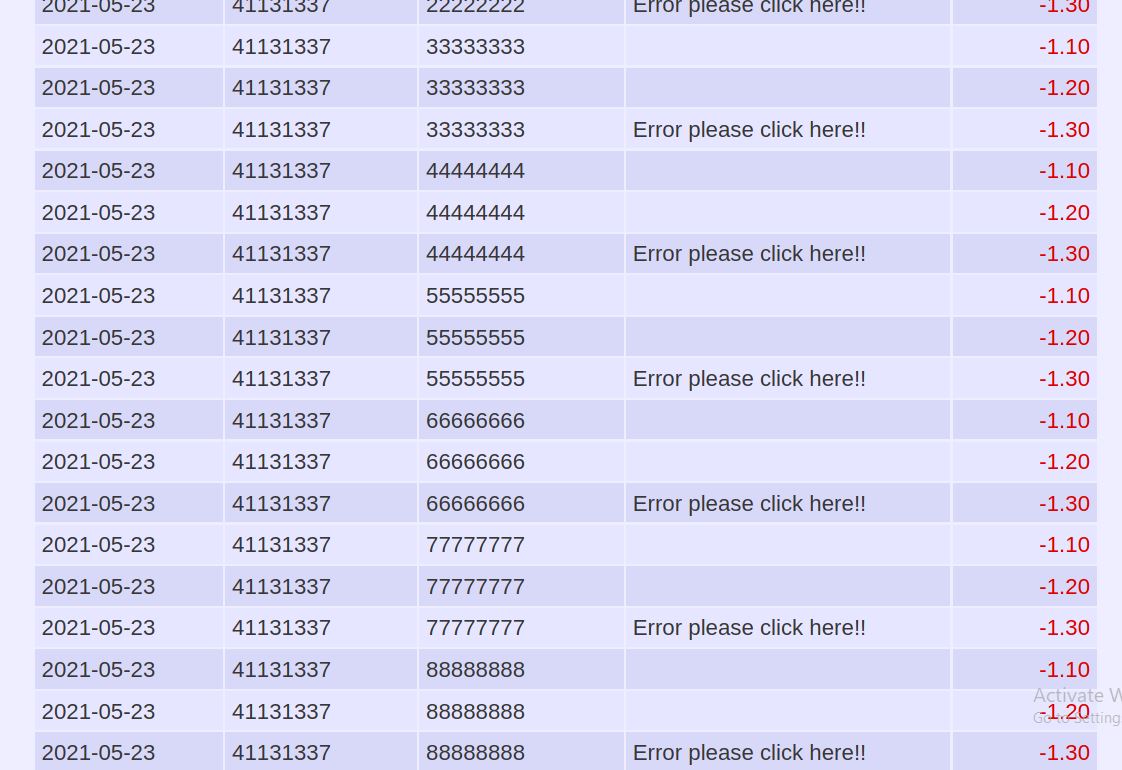 2021-05-23 41131337 22222222 Error please click here!! -1.30
2021-05-23 41131337 33333333 -1.10
2021-05-23 41131337 33333333 -1.20
2021-05-23 41131337 33333333 Error please click here!! -1.30
2021-05-23 41131337 44444444 -1.10
2021-05-23 41131337 44444444 -1.20
2021-05-23 41131337 44444444 Error please click here!! -1.30
2021-05-23 41131337 55555555 -1.10
2021-05-23 41131337 55555555 -1.20
2021-05-23 41131337 55555555 Error please click here!! -1.30
2021-05-23 41131337 66666666 -1.10
2021-05-23 41131337 66666666 -1.20
2021-05-23 41131337 66666666 Error please click here!! -1.30
2021-05-23 41131337 77777777 -1.10
2021-05-23 41131337 77777777 -1.20
2021-05-23 41131337 77777777 Error please click here!! -1.30
2021-05-23 41131337 88888888 -1.10
Activate W
2021-05-23 41131337 88888888 -1.20
Go to Setting
2021-05-23 41131337 88888888 Error please click here!! -1.30